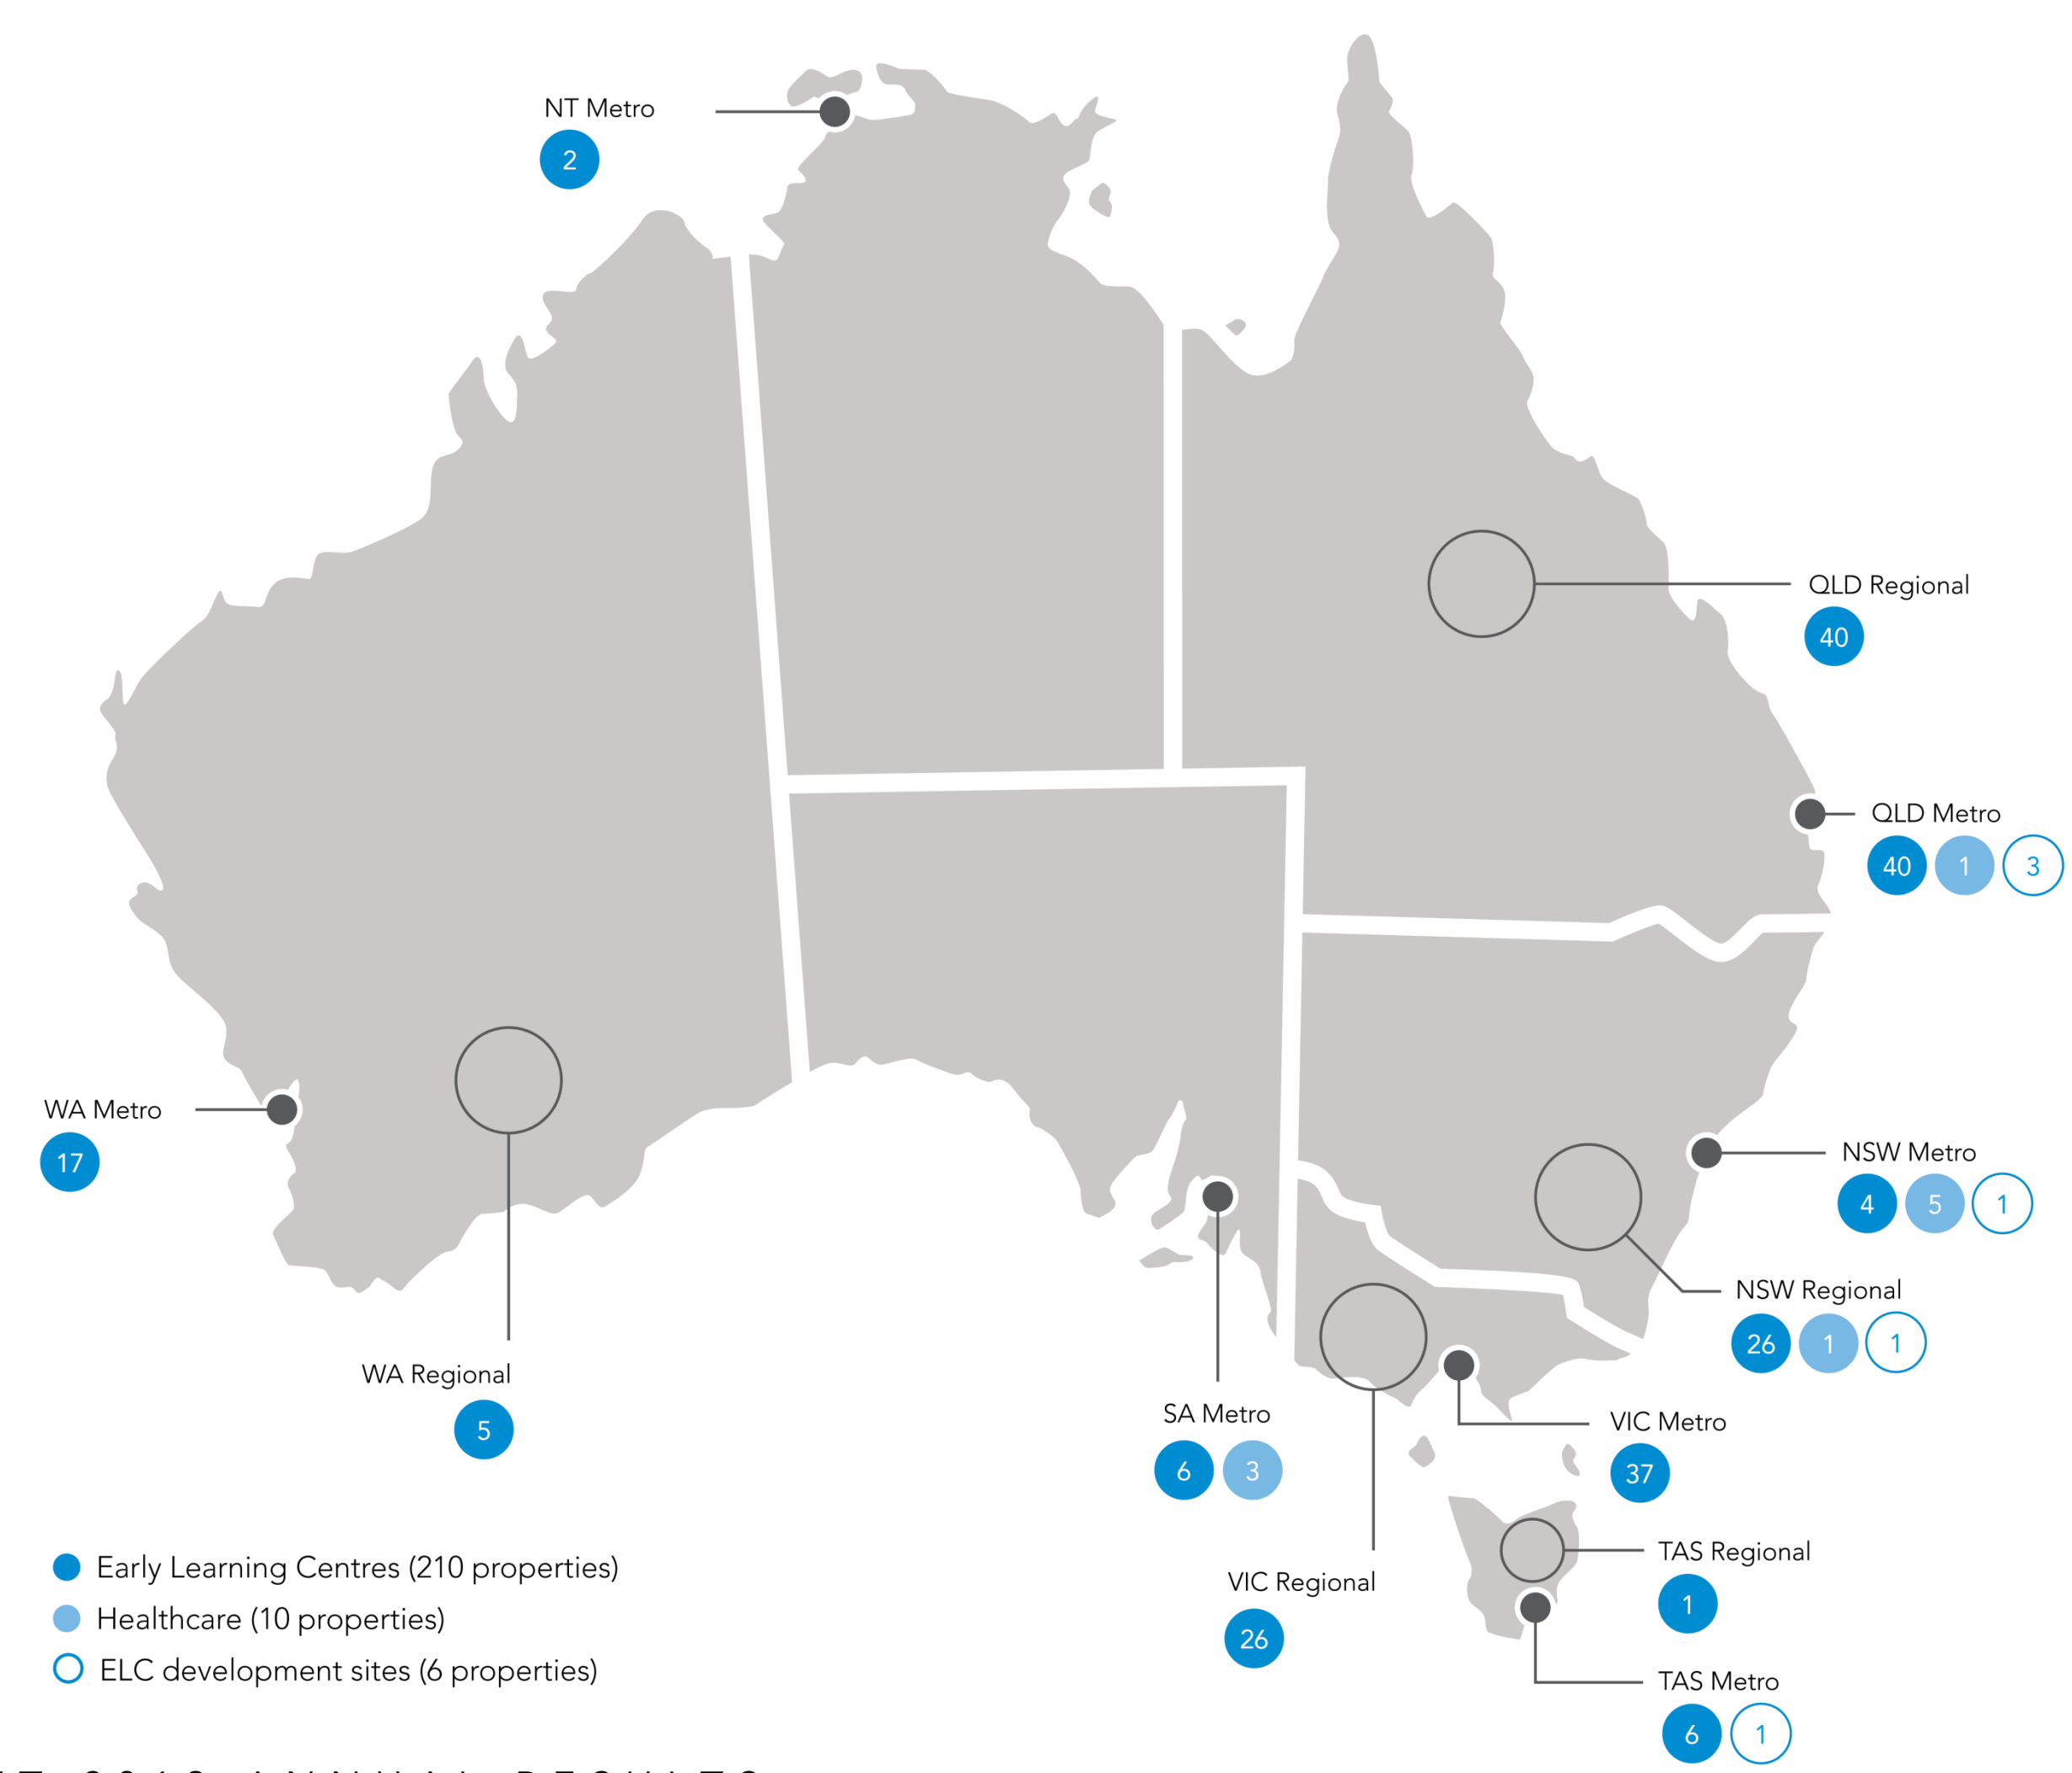 NT Metro
2
QLD Regional
40
QLD Metro
40 1 3
WA Metro
17
NSW Metro
4 5 1
NSW Regional
26 1 1
WA Regional
5
SA Metro
6 3
VIC Metro
37
VIC Regional
26
TAS Regional
1
TAS Metro
6 1
Early Learning Centres (210 properties)
Healthcare (10 properties)
ELC development sites (6 properties)